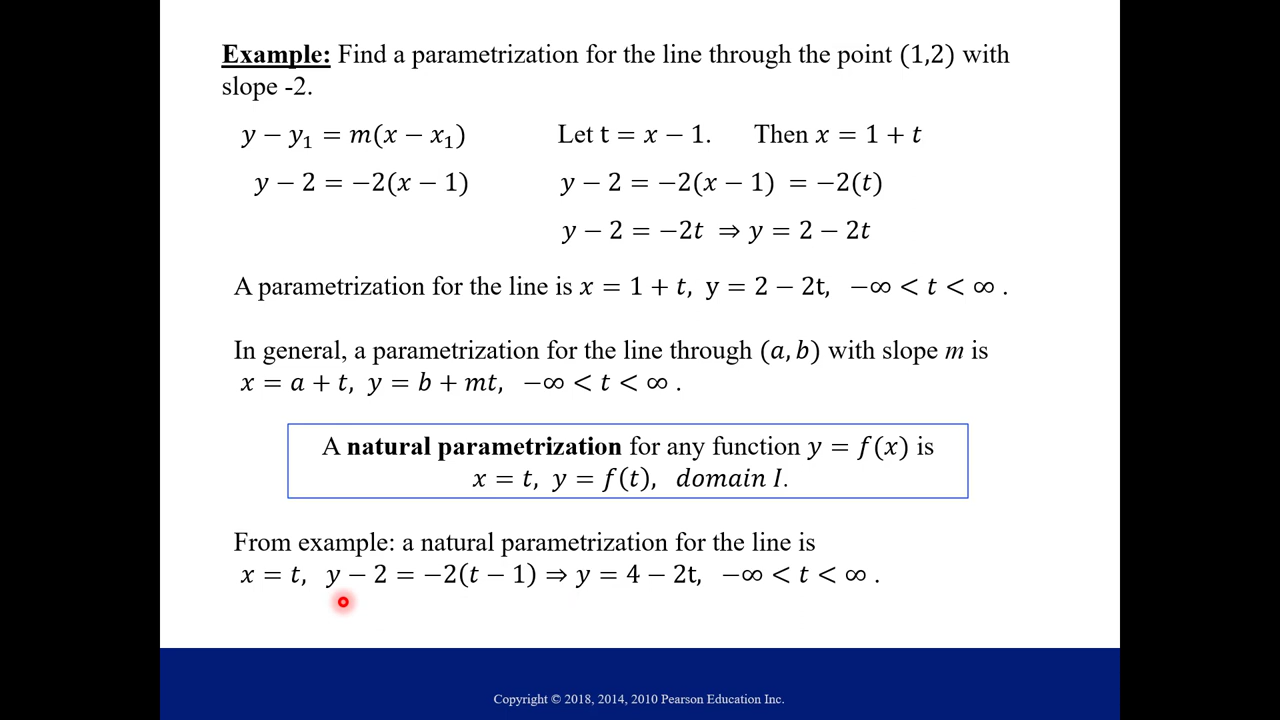 Example: Find a parametrization for the line through the point (1,2) with
slope -2.
y − y₁ = m(x − x₁)
Let t = x − 1. Then x = 1 + t
y − 2 = −2(x − 1)
y − 2 = −2(x − 1) = −2(t)
y − 2 = −2t ⇒ y = 2 − 2t
A parametrization for the line is x = 1 + t, y = 2 − 2t, −∞ < t < ∞ .
In general, a parametrization for the line through (a, b) with slope m is
x = a + t, y = b + mt, −∞ < t < ∞ .
A natural parametrization for any function y = f(x) is
x = t, y = f(t), domain I.
From example: a natural parametrization for the line is
x = t, y − 2 = −2(t − 1) ⇒ y = 4 − 2t, −∞ < t < ∞ .
Copyright © 2018, 2014, 2010 Pearson Education Inc.